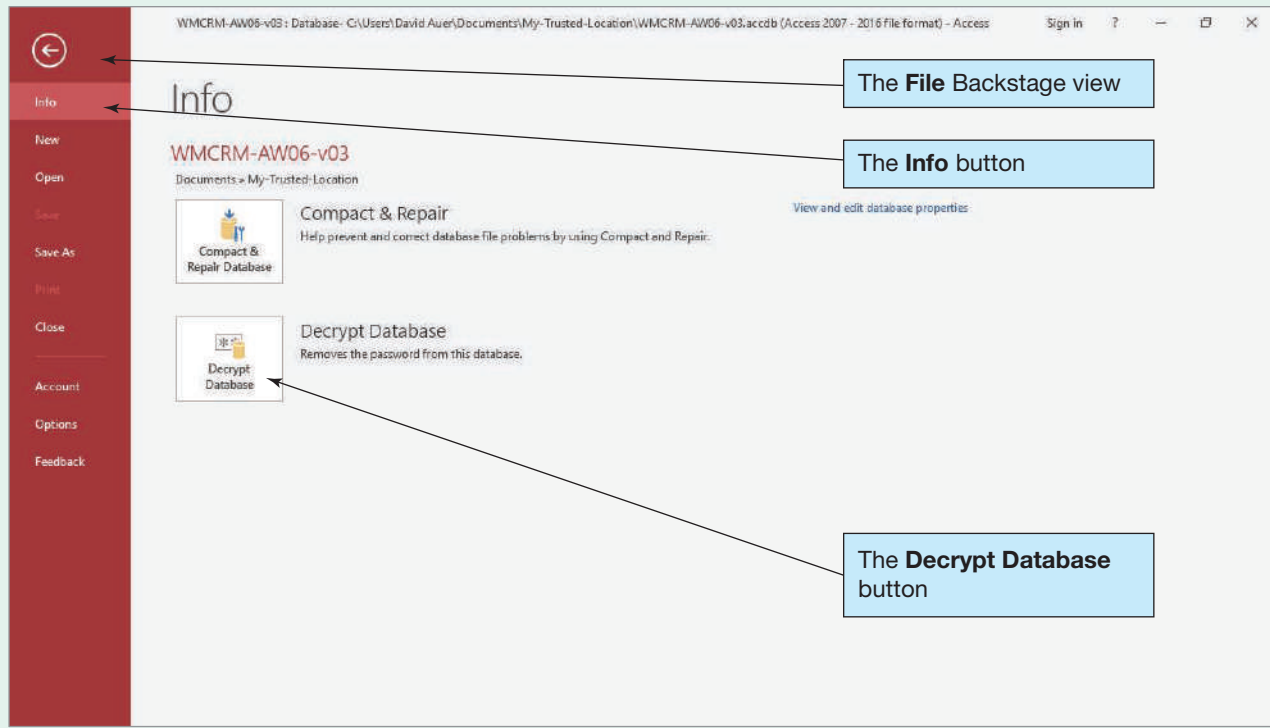 WMCRM-AW06-v03 : Database- C:\Users\David Auer\Documents\My-Trusted-Location\WMCRM-AW06-v03.accdb (Access 2007 - 2016 file format) - Access
Sign in ? 
Info
New
Open
Save
Save As
Print
Close
Account
Options
Feedback
Info
WMCRM-AW06-v03
Documents » My-Trusted-Location
Compact &
Repair Database
Compact & Repair
Help prevent and correct database file problems by using Compact and Repair.
View and edit database properties
Decrypt
Database
Decrypt Database
Removes the password from this database.
The File Backstage view
The Info button
The Decrypt Database
button